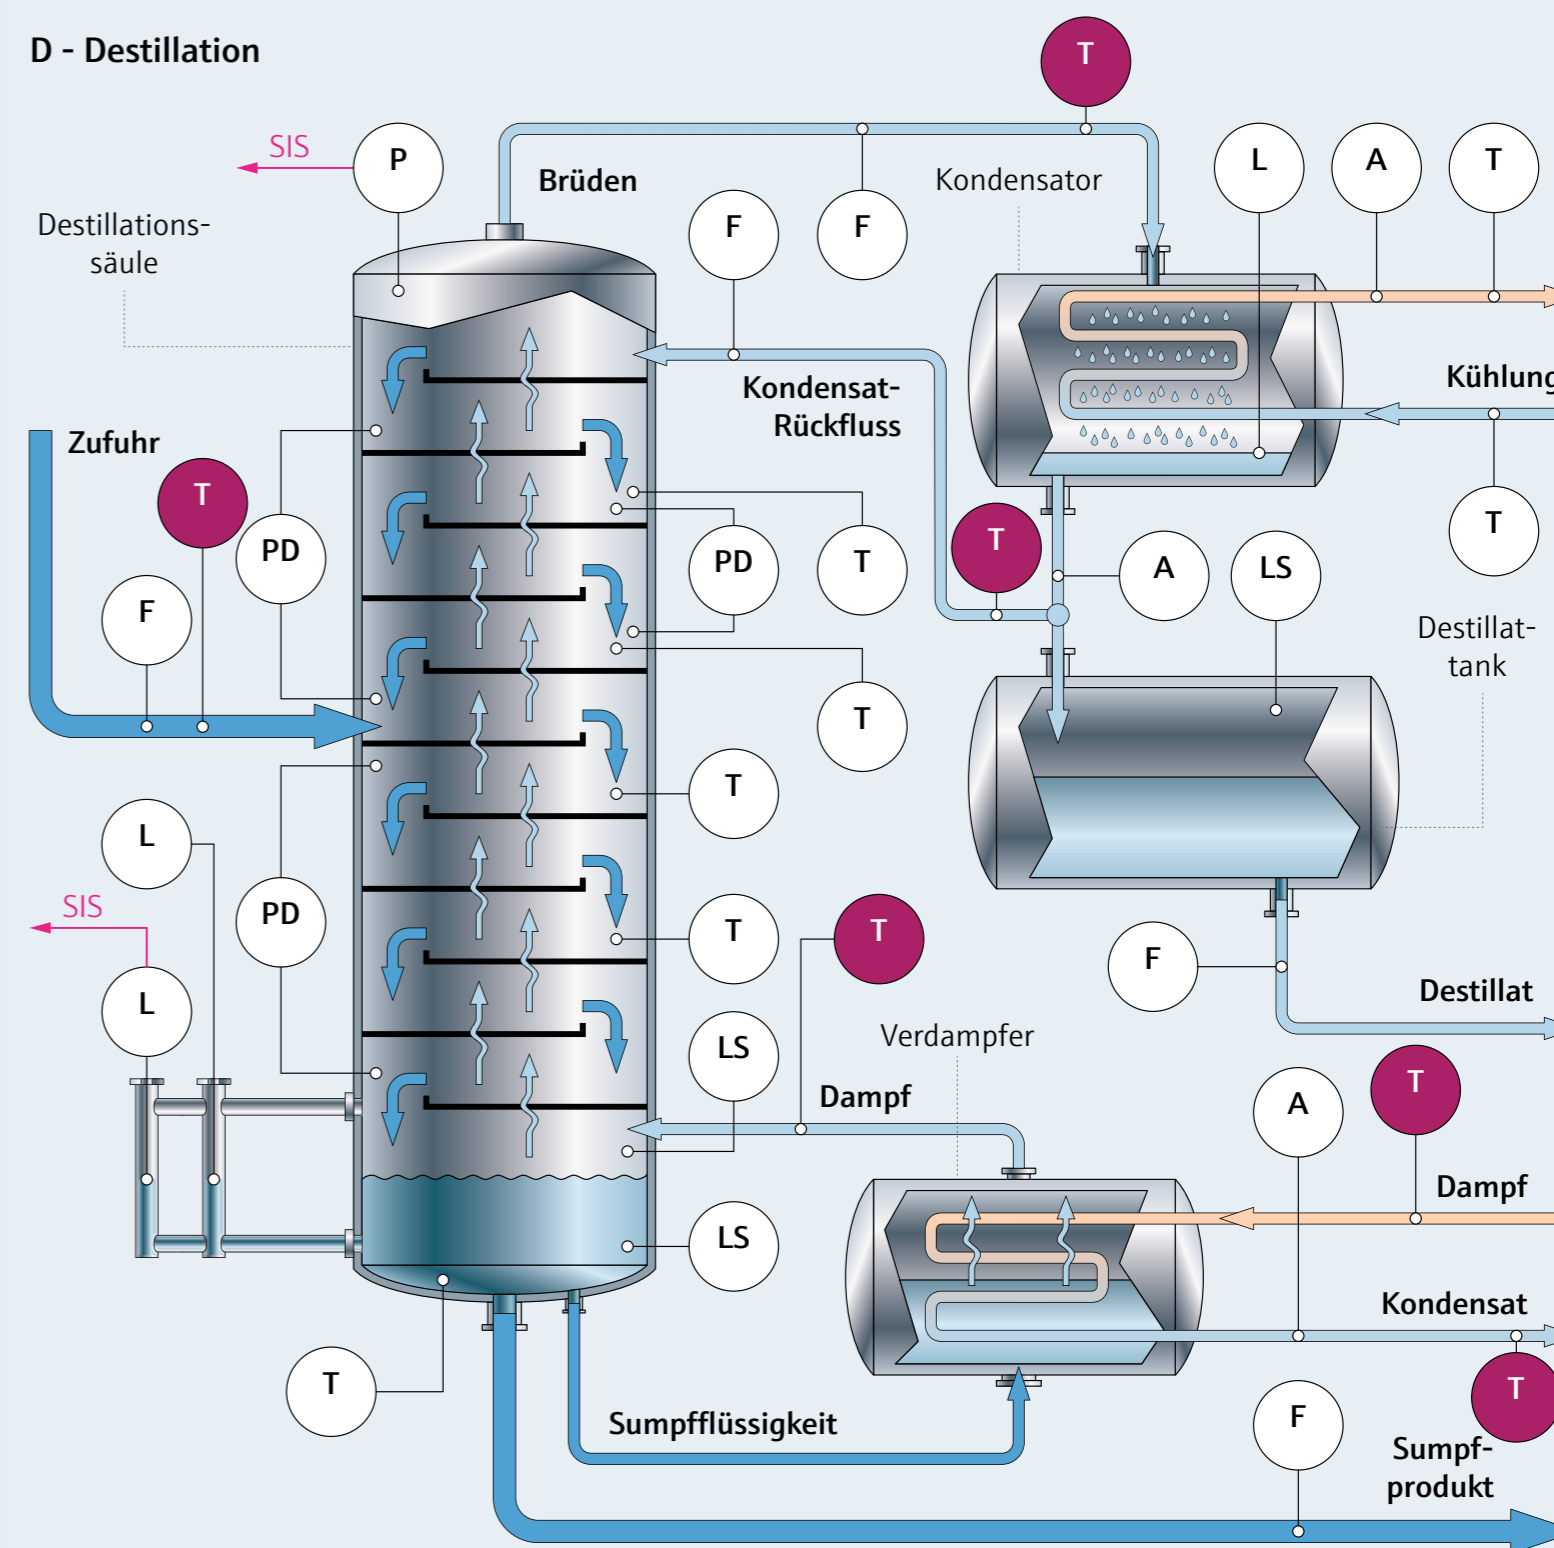 D - Destillation
T
SIS
P
Brüden
Kondensator
L
A
T
Destillations-
säule
F
F
Kondensat-
Rückfluss
Kühlung
Zufuhr
T
PD
F
PD
T
T
A
LS
T
Destillat-
tank
T
T
L
PD
SIS
L
T
T
F
Destillat
LS
Verdampfer
Dampf
A
T
Dampf
LS
Kondensat
T
T
Sumpfflüssigkeit
F
Sumpf-
produkt